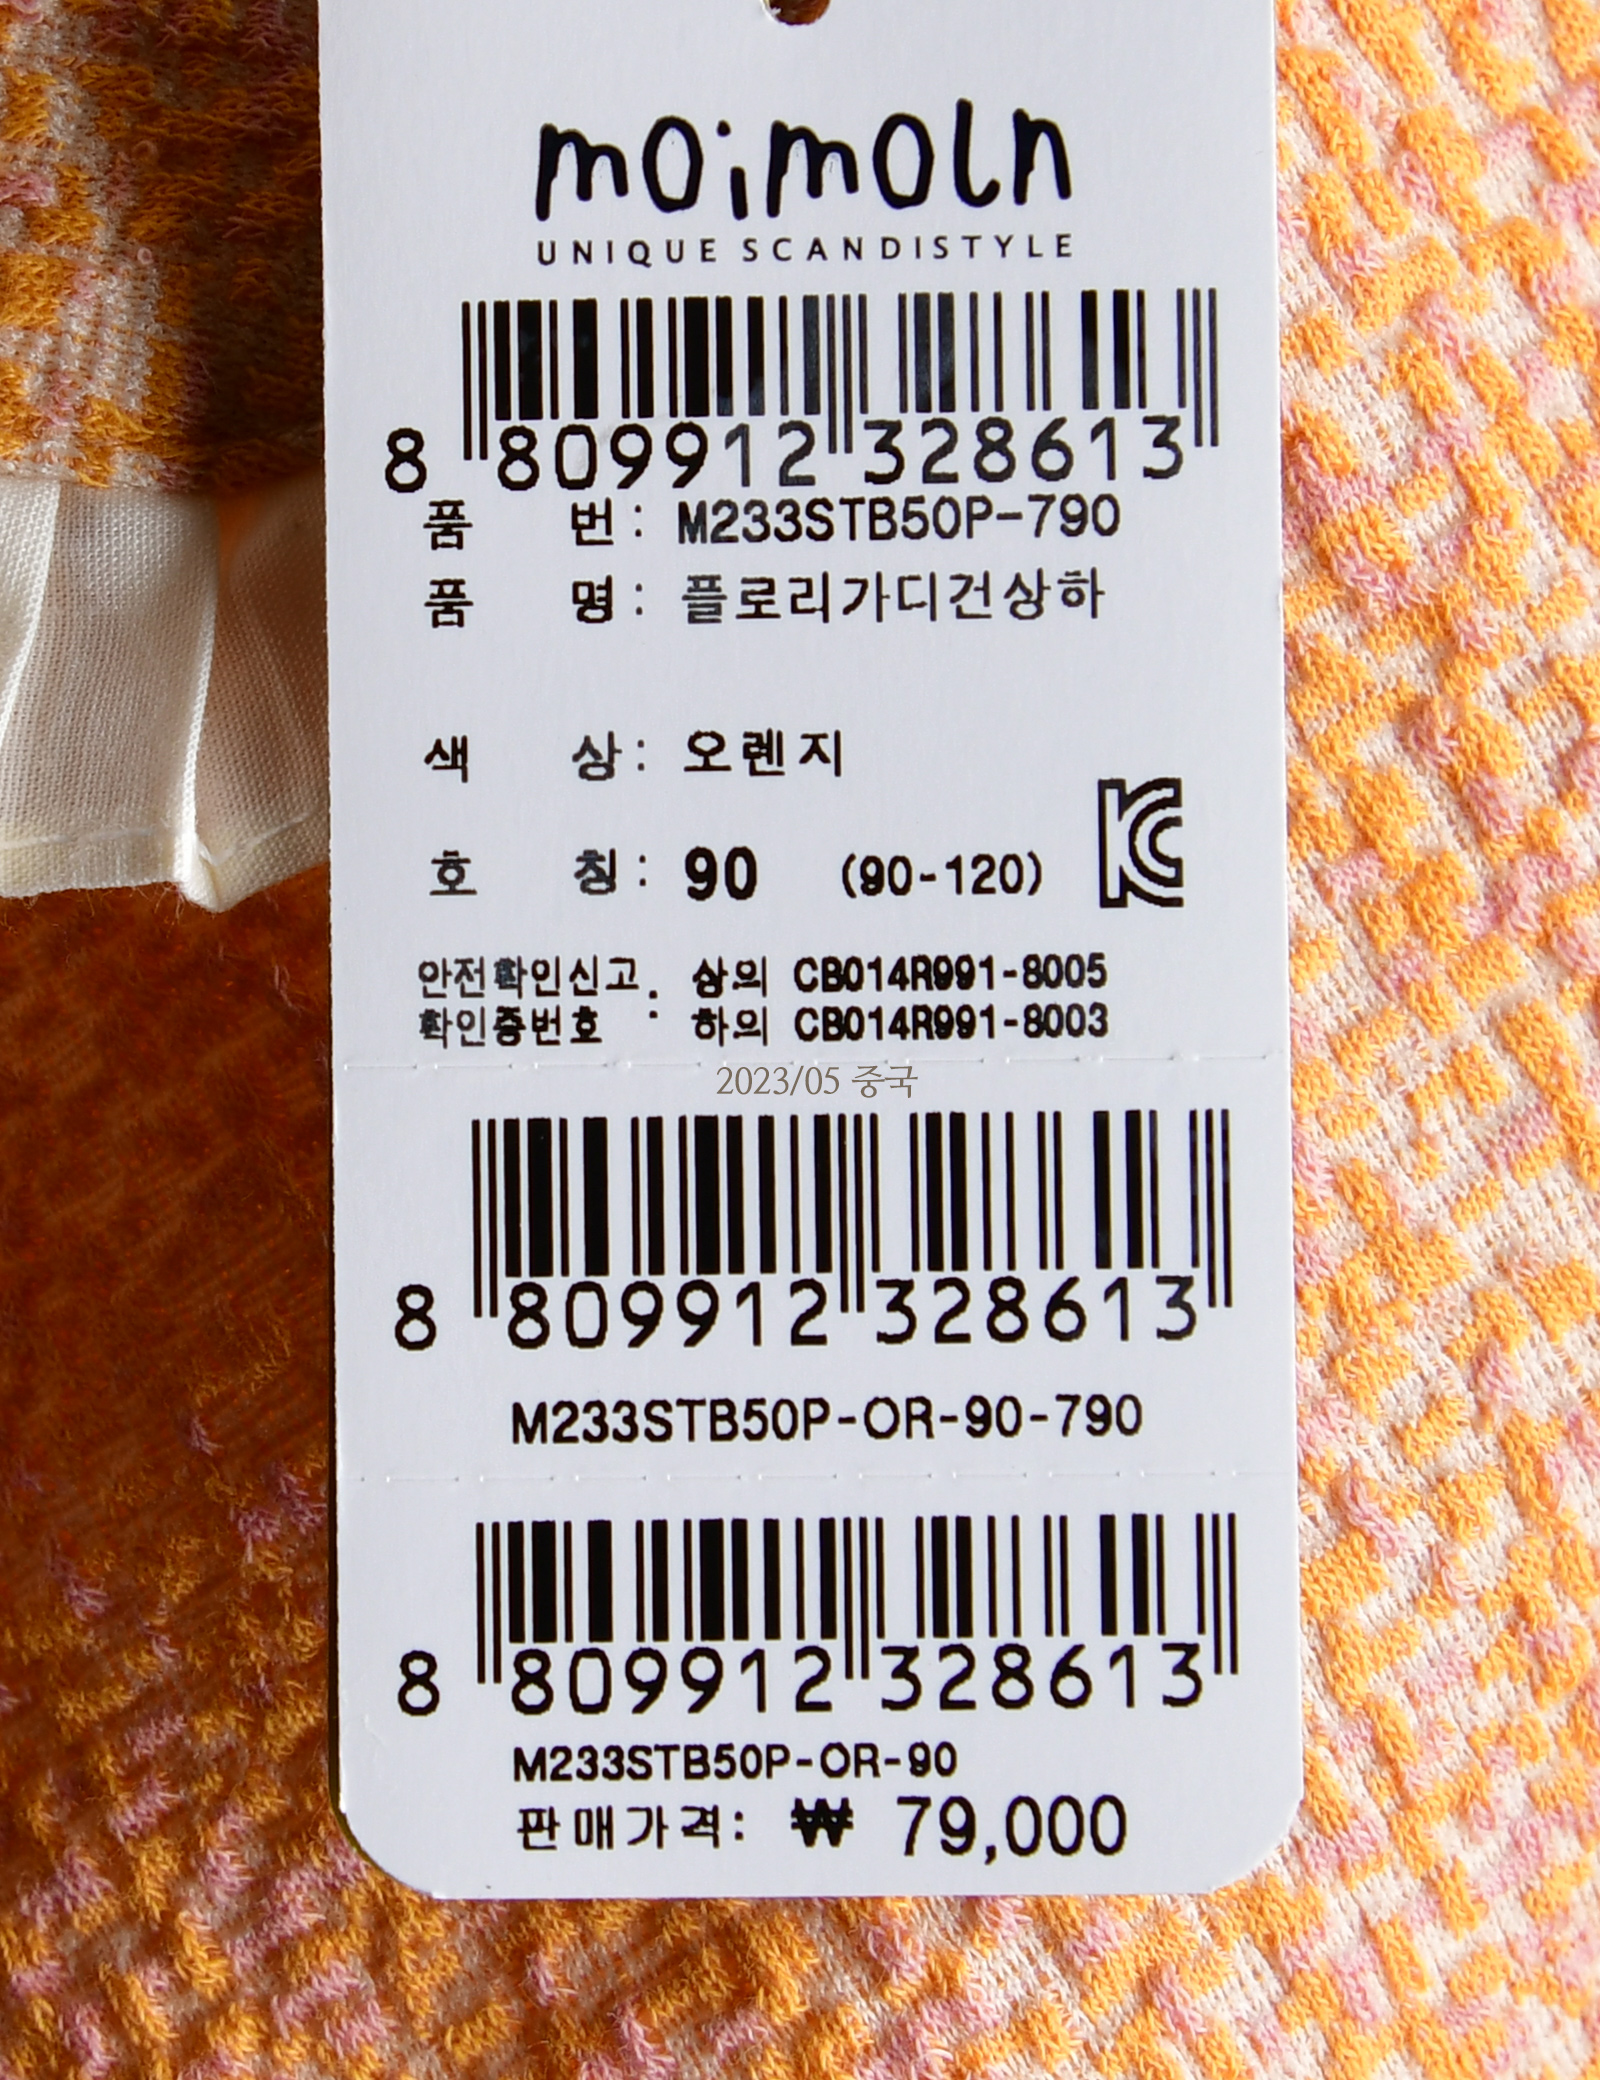 moimoln
UNIQUE SCANDISTYLE
8 809912 328613
품 번 : M233STB50P-790
품 명 : 플로리가디건상하
색 상 : 오렌지
호 칭 : 90 (90-120)
KC
안전확인신고 : 상의 CB014R991-8005
확인증번호 하의 CB014R991-8003
2023/05 중국
8 809912 328613
M233STB50P-OR-90-790
8 809912 328613
M233STB50P-OR-90
판매가격: ₩ 79,000